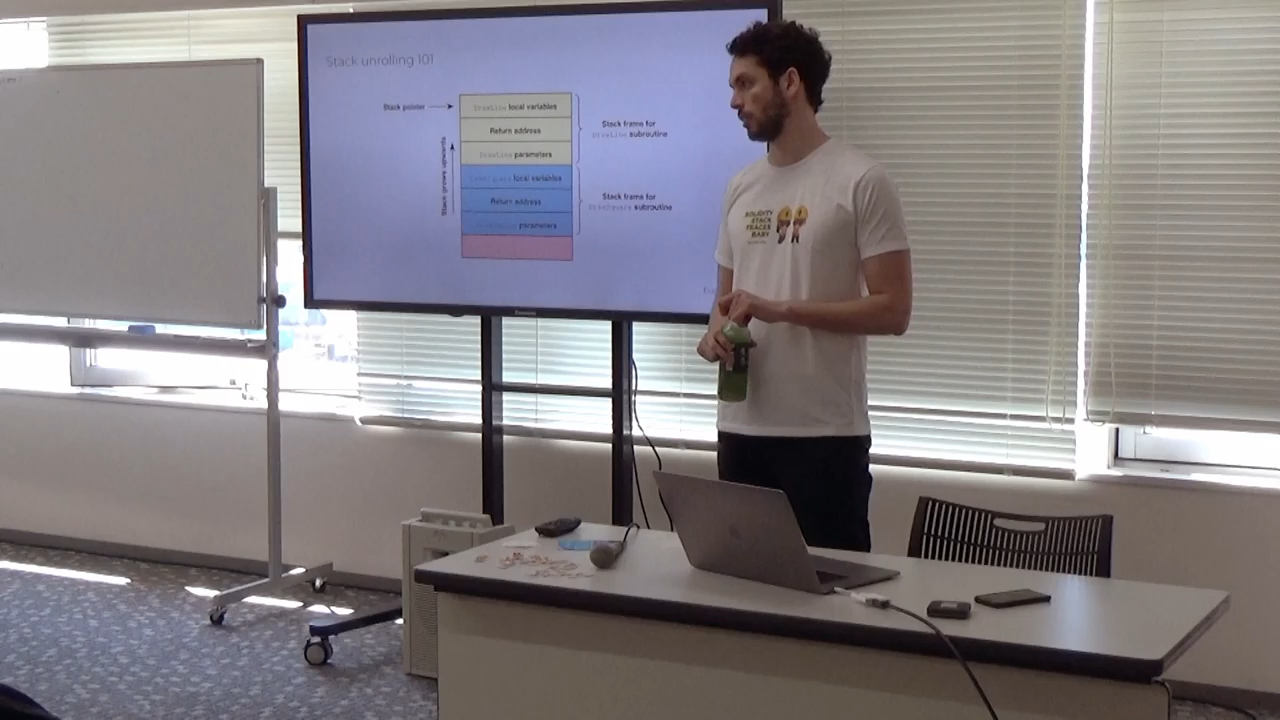 Stack unrolling 101
Stack pointer
DrawLine local variables
Return address
DrawLine parameters
Stack frame for
DrawLine subroutine
Stack grows upwards
local variables
Return address
parameters
Stack frame for
DrawSquare subroutine
SOLIDITY
STACK
TRACES
BABY